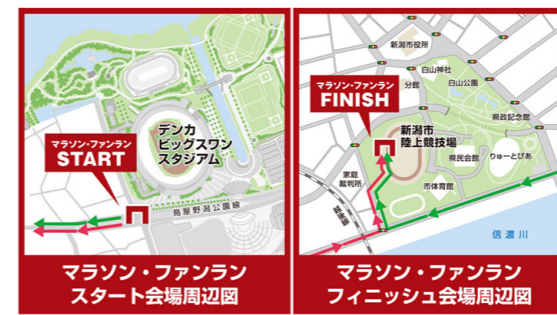 マラソン・ファンラン
START
デンカ
ビッグスワン
スタジアム
鳥屋野潟公園線
マラソン・ファンラン
スタート会場周辺図
新潟市役所
白山神社
分館
白山公園
マラソン・ファンラン
FINISH
県政記念館
新潟市
陸上競技場
県民会館
りゅーとぴあ
家庭
裁判所
市体育館
越後線
信濃川
マラソン・ファンラン
フィニッシュ会場周辺図